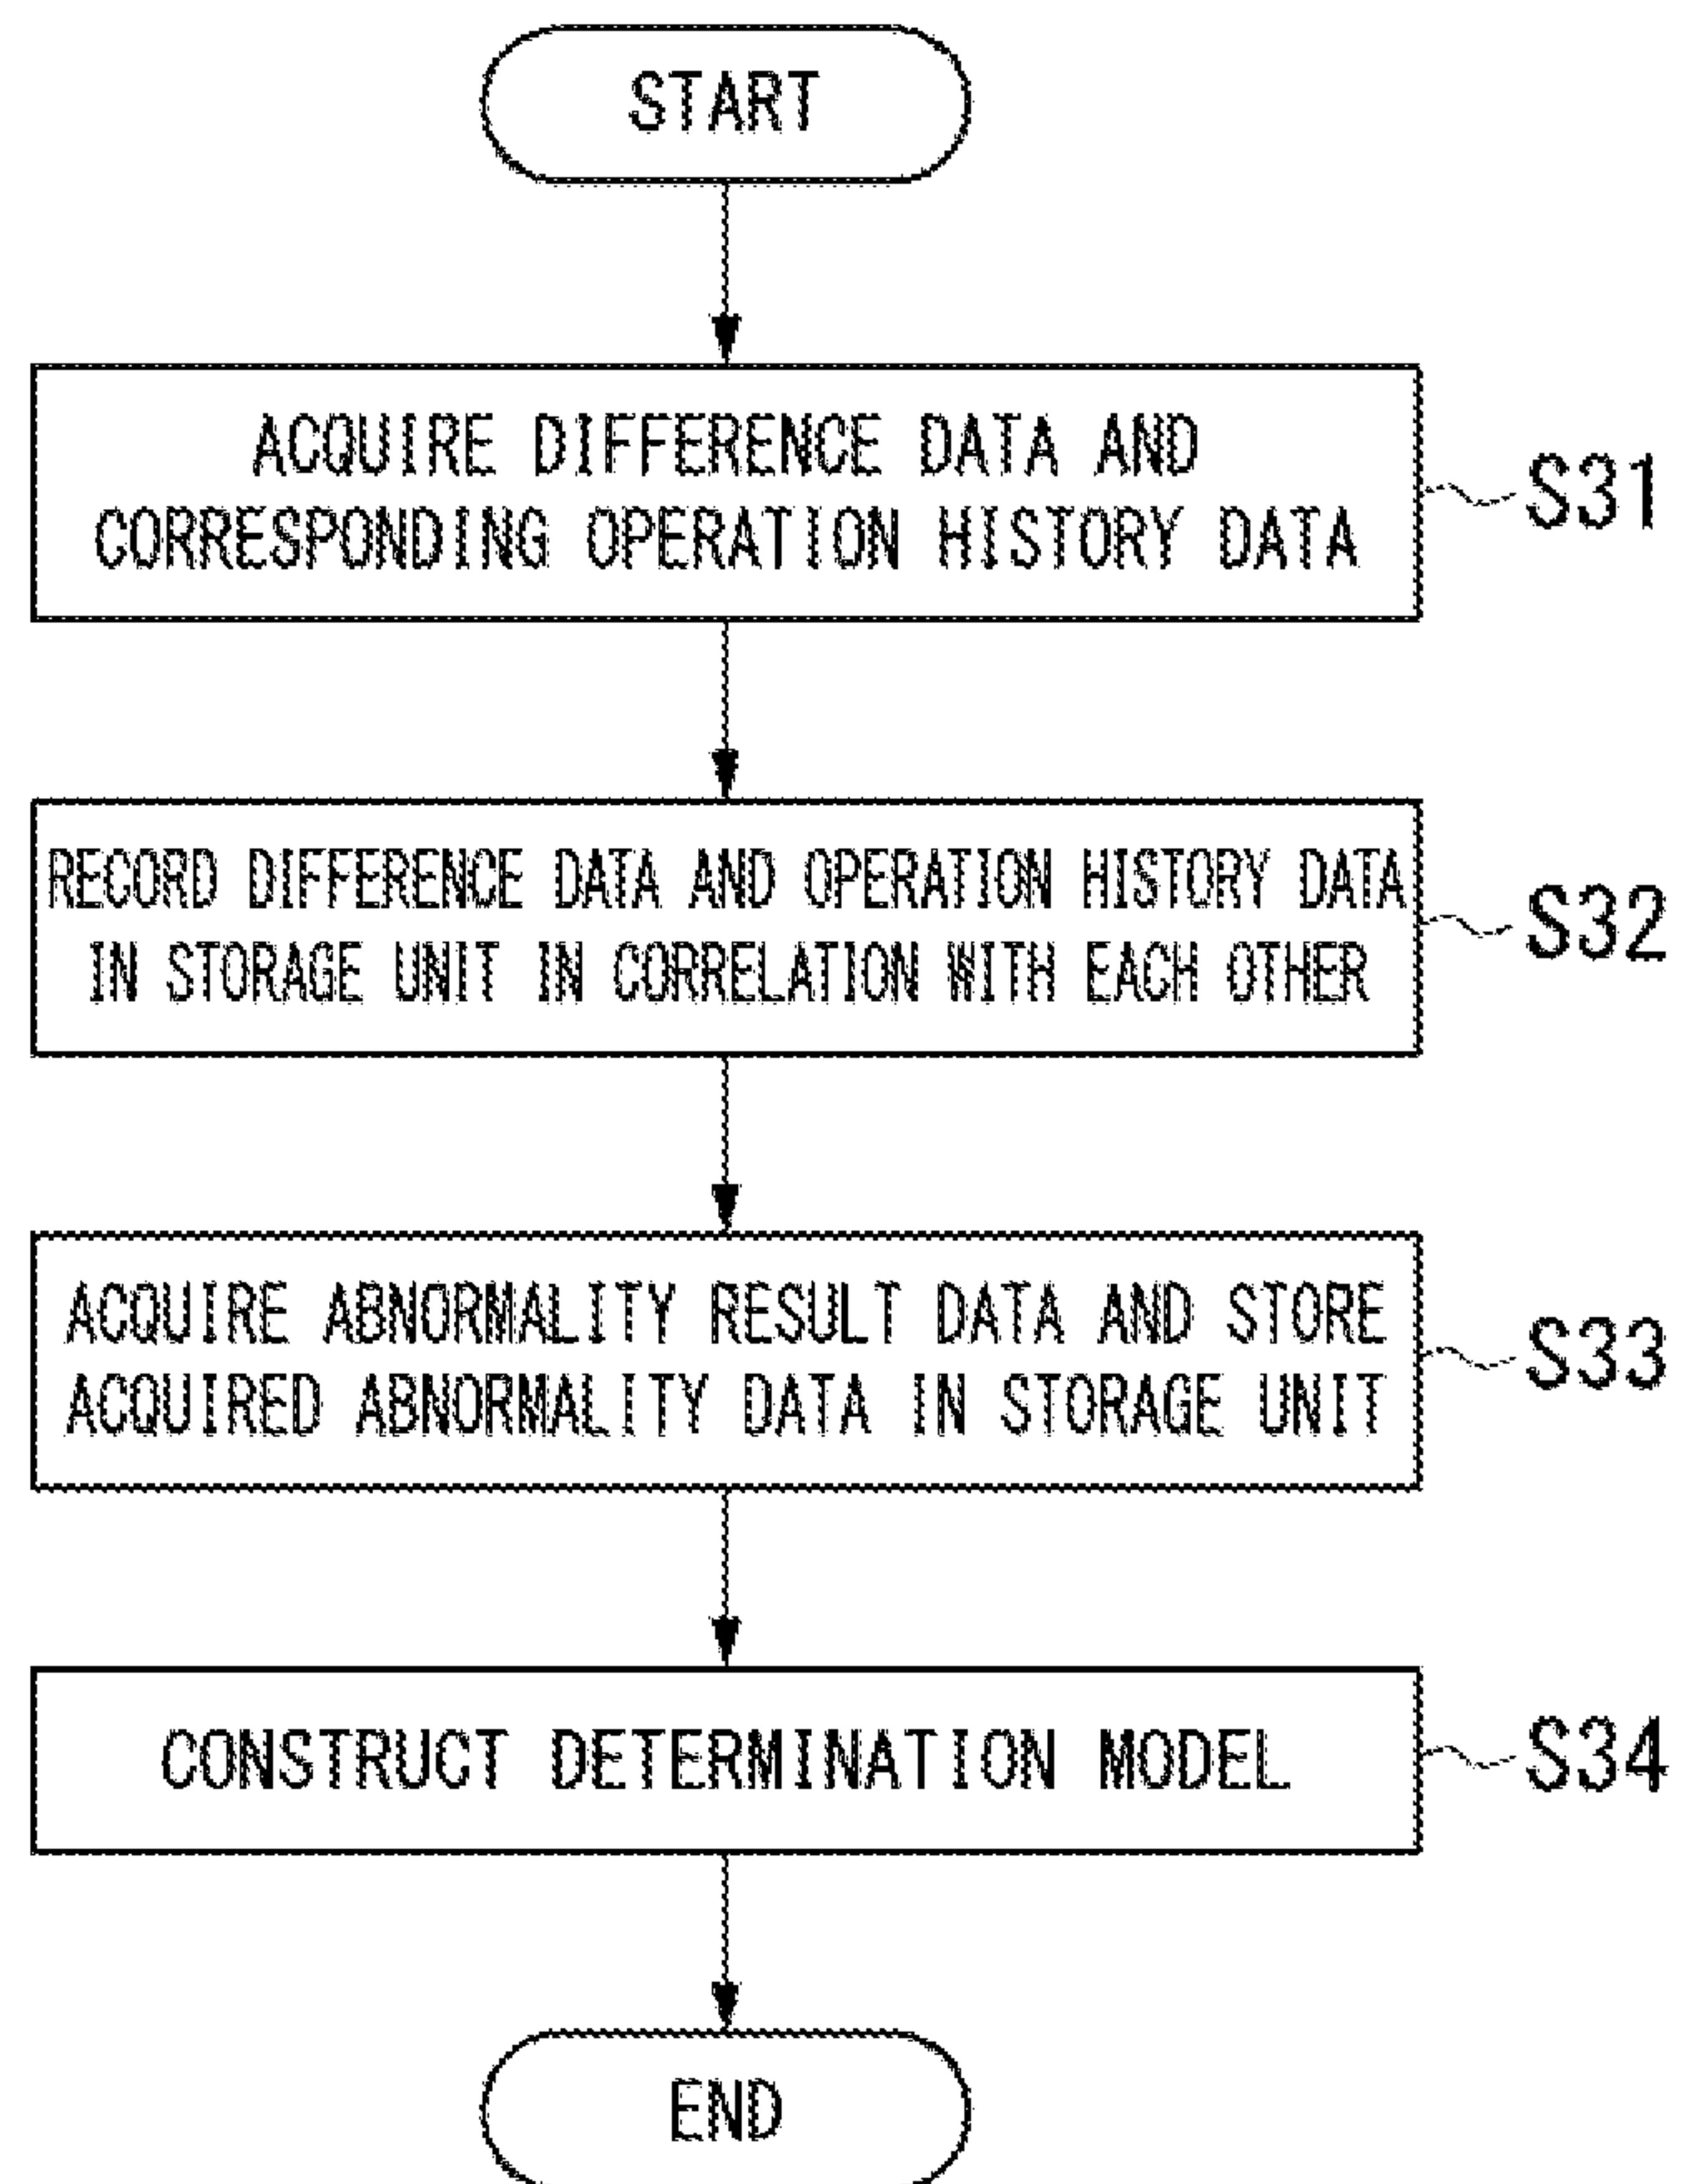 START
ACQUIRE DIFFERENCE DATA AND
CORRESPONDING OPERATION HISTORY DATA
S31
RECORD DIFFERENCE DATA AND OPERATION HISTORY DATA
IN STORAGE UNIT IN CORRELATION WITH EACH OTHER
S32
ACQUIRE ABNORMALITY RESULT DATA AND STORE
ACQUIRED ABNORMALITY DATA IN STORAGE UNIT
S33
CONSTRUCT DETERMINATION MODEL
S34
END